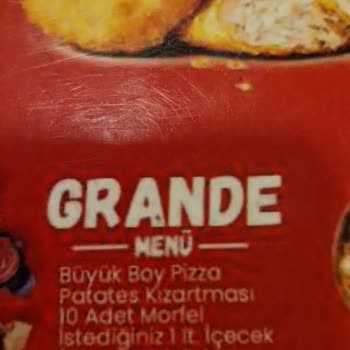 GRANDE
MENÜ
Büyük Boy Pizza
Patates Kızartması
10 Adet Morfel
İstediğiniz 1 lt. İçecek